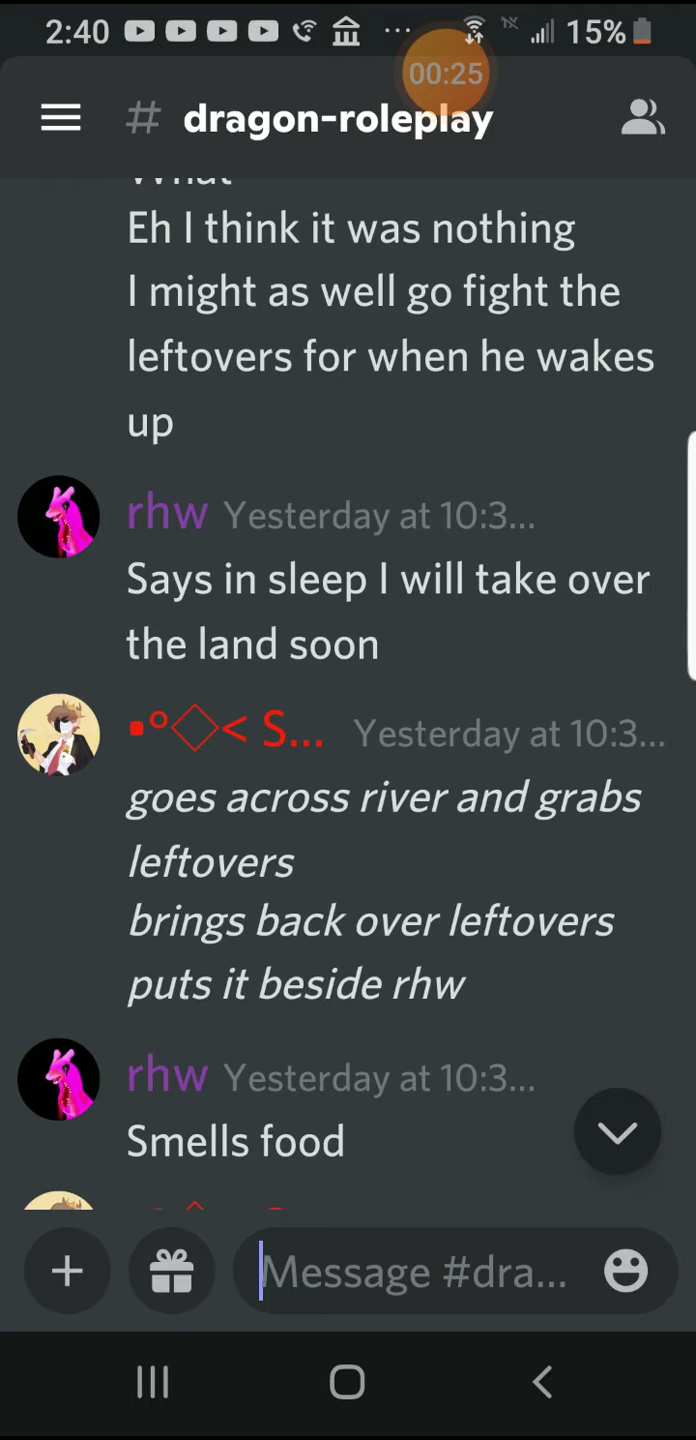 2:40
15%
00:25
# dragon-roleplay
What
Eh I think it was nothing
I might as well go fight the
leftovers for when he wakes
up
rhw Yesterday at 10:3...
Says in sleep I will take over
the land soon
▪º◇< S... Yesterday at 10:3...
goes across river and grabs
leftovers
brings back over leftovers
puts it beside rhw
rhw Yesterday at 10:3...
Smells food
Message #dra...